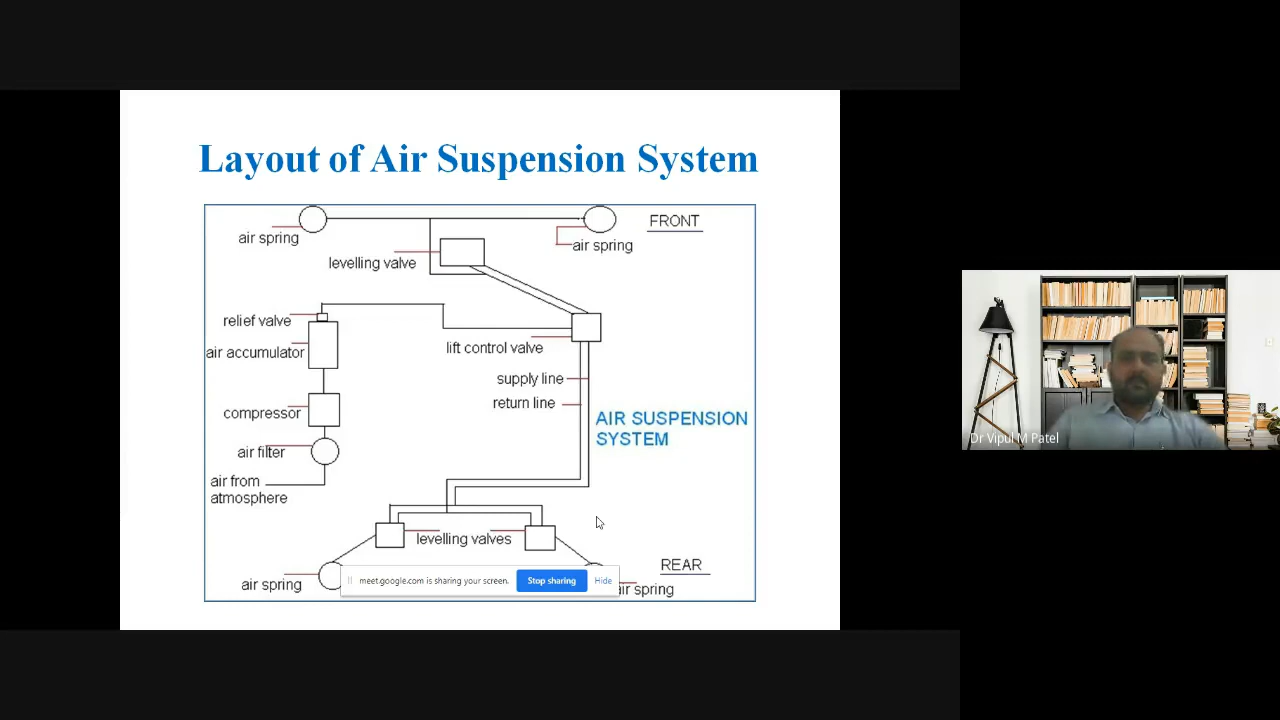 Layout of Air Suspension System
FRONT
air spring
air spring
levelling valve
relief valve
air accumulator
lift control valve
supply line
return line
compressor
AIR SUSPENSION
SYSTEM
air filter
air from
atmosphere
levelling valves
REAR
air spring
air spring
meet.google.com is sharing your screen.
Stop sharing
Hide
Dr Vipul M Patel